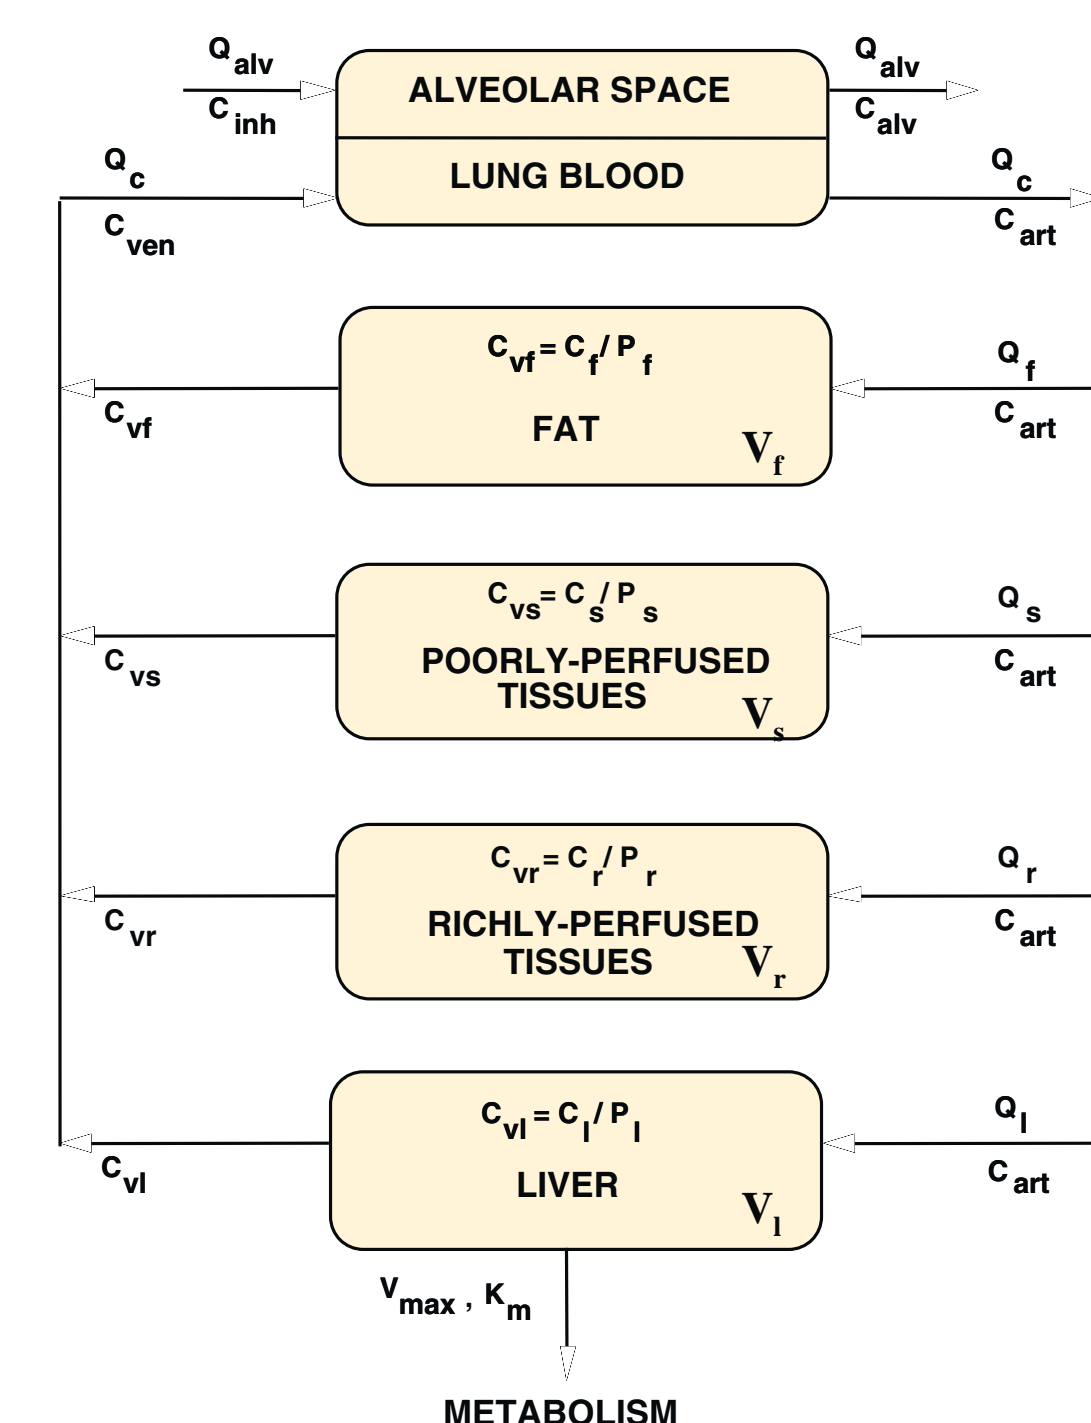 Q alv
C inh
ALVEOLAR SPACE
Q alv
C alv
Q c
C ven
LUNG BLOOD
Q c
C art
C vf = C f / P f
FAT
V f
C vf
Q f
C art
C vs = C s / P s
POORLY-PERFUSED
TISSUES
V s
C vs
Q s
C art
C vr = C r / P r
RICHLY-PERFUSED
TISSUES
V r
C vr
Q r
C art
C vl = C l / P l
LIVER
V l
C vl
Q l
C art
V max , K m
METABOLISM